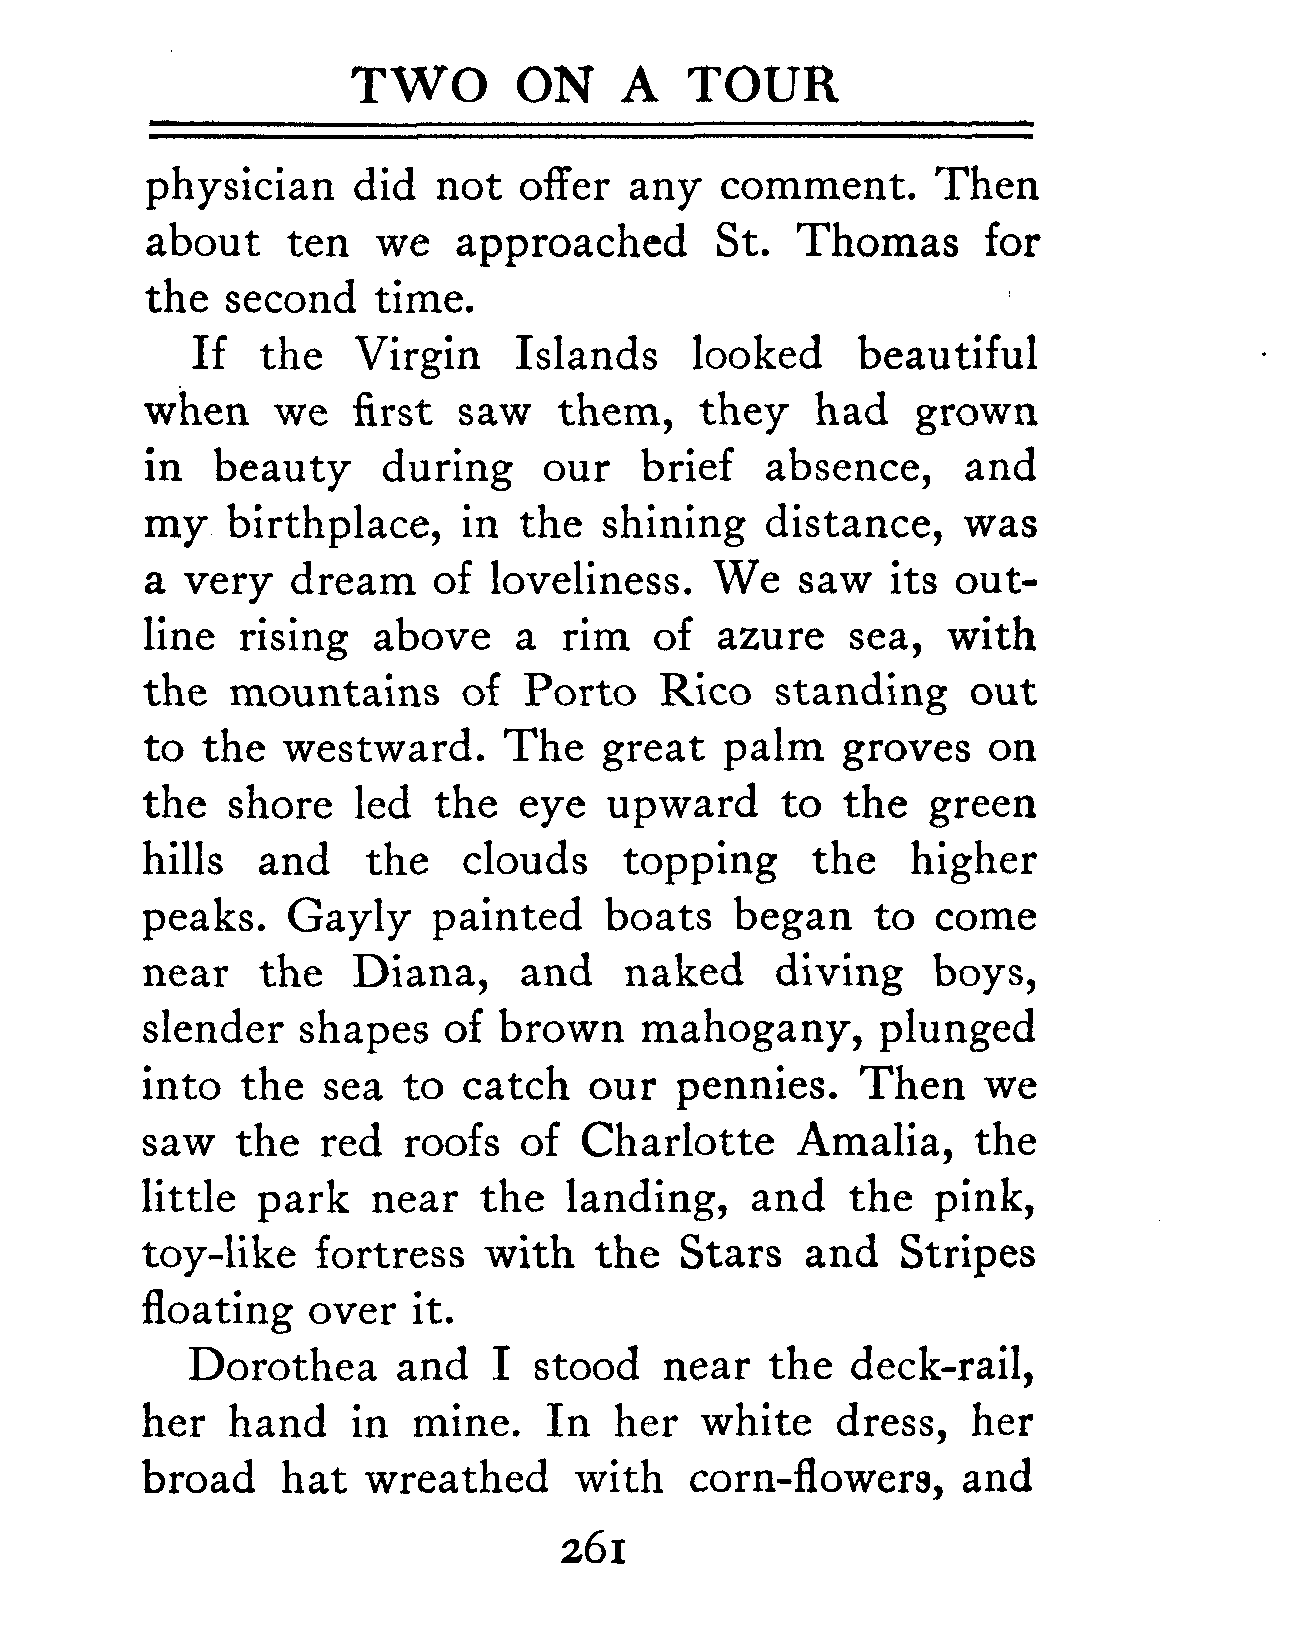 TWO ON A TOUR
physician did not offer any comment. Then
about ten we approached St. Thomas for
the second time.
If the Virgin Islands looked beautiful
when we first saw them, they had grown
in beauty during our brief absence, and
my birthplace, in the shining distance, was
a very dream of loveliness. We saw its out-
line rising above a rim of azure sea, with
the mountains of Porto Rico standing out
to the westward. The great palm groves on
the shore led the eye upward to the green
hills and the clouds topping the higher
peaks. Gayly painted boats began to come
near the Diana, and naked diving boys,
slender shapes of brown mahogany, plunged
into the sea to catch our pennies. Then we
saw the red roofs of Charlotte Amalia, the
little park near the landing, and the pink,
toy-like fortress with the Stars and Stripes
floating over it.
Dorothea and I stood near the deck-rail,
her hand in mine. In her white dress, her
broad hat wreathed with corn-flowers, and
261